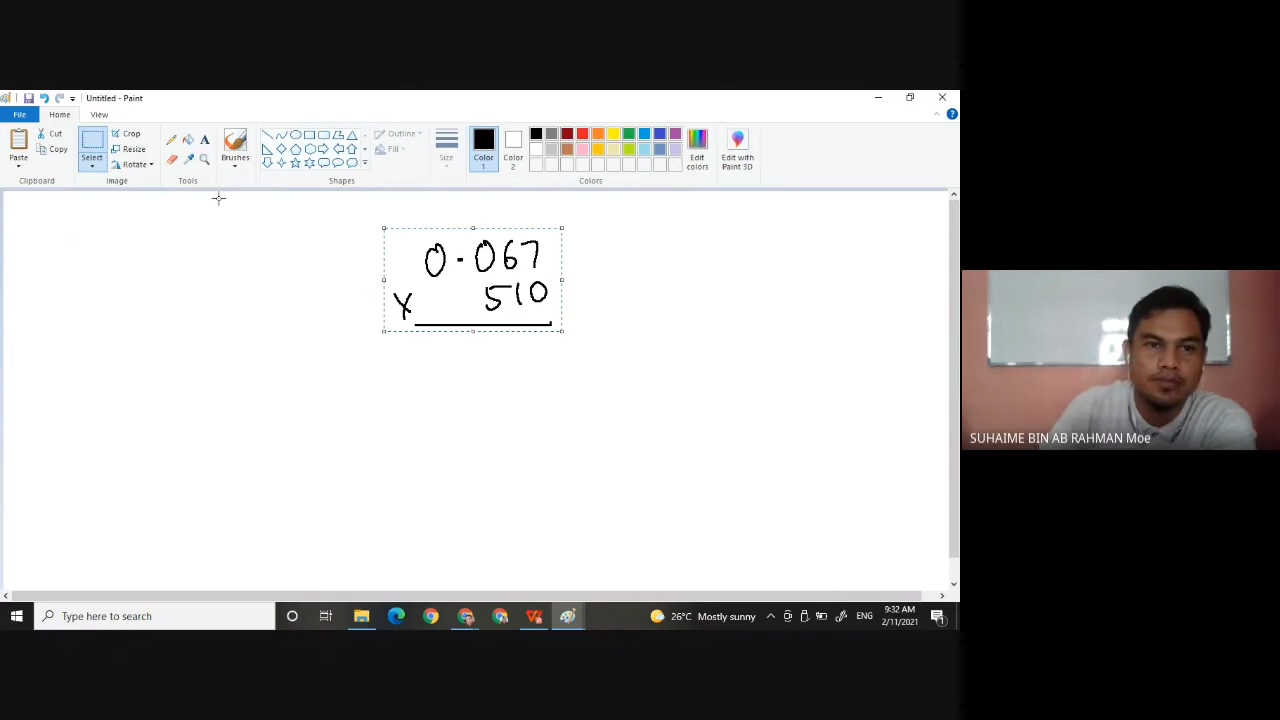 Untitled - Paint
File Home View
Paste Cut Copy
Clipboard
Select Crop Resize Rotate
Image
Tools
Brushes
Outline Fill
Shapes
Size
Color 1
Color 2
Edit colors
Edit with Paint 3D
Colors
0.067
x 510
SUHAIME BIN AB RAHMAN Moe
Type here to search
26°C Mostly sunny
ENG
9:32 AM
2/11/2021
1